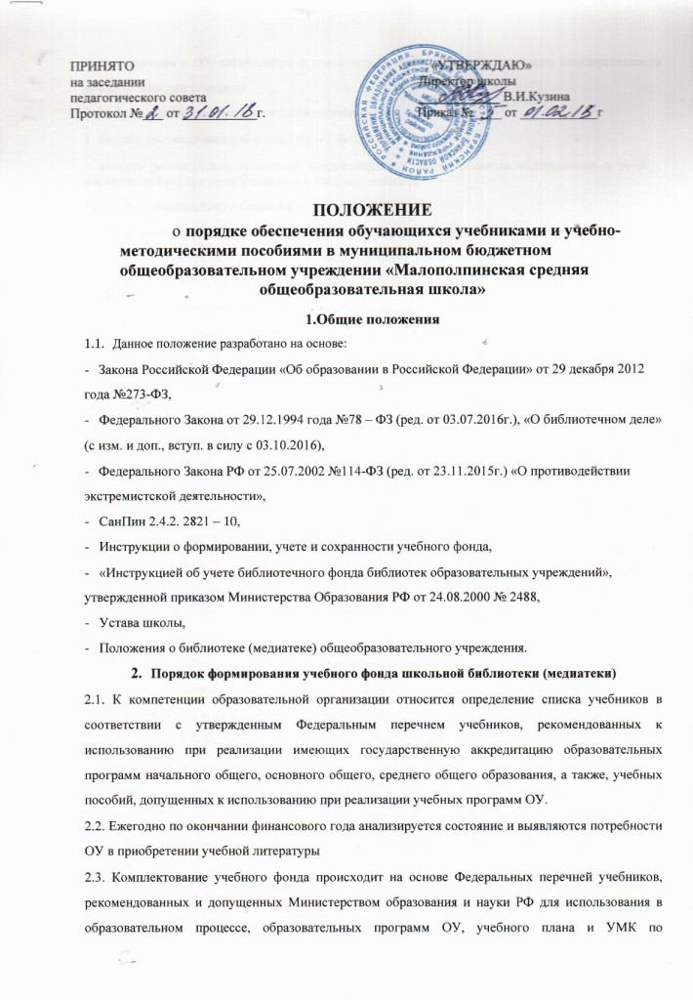 ПРИНЯТО
на заседании
педагогического совета
Протокол № 2 от 31.01.18 г.
«УТВЕРЖДАЮ»
Директор школы
В.И.Кузина
Приказ № 5 от 01.02.18 г
ПОЛОЖЕНИЕ
о порядке обеспечения обучающихся учебниками и учебно-
методическими пособиями в муниципальном бюджетном
общеобразовательном учреждении «Малополпинская средняя
общеобразовательная школа»
1.Общие положения
1.1. Данное положение разработано на основе:
- Закона Российской Федерации «Об образовании в Российской Федерации» от 29 декабря 2012
года №273-ФЗ,
- Федерального Закона от 29.12.1994 года №78 – ФЗ (ред. от 03.07.2016г.), «О библиотечном деле»
(с изм. и доп., вступ. в силу с 03.10.2016),
- Федерального Закона РФ от 25.07.2002 №114-ФЗ (ред. от 23.11.2015г.) «О противодействии
экстремистской деятельности»,
- СанПин 2.4.2. 2821 – 10,
- Инструкции о формировании, учете и сохранности учебного фонда,
- «Инструкцией об учете библиотечного фонда библиотек образовательных учреждений»,
утвержденной приказом Министерства Образования РФ от 24.08.2000 № 2488,
- Устава школы,
- Положения о библиотеке (медиатеке) общеобразовательного учреждения.
2. Порядок формирования учебного фонда школьной библиотеки (медиатеки)
2.1. К компетенции образовательной организации относится определение списка учебников в
соответствии с утвержденным Федеральным перечнем учебников, рекомендованных к
использованию при реализации имеющих государственную аккредитацию образовательных
программ начального общего, основного общего, среднего общего образования, а также, учебных
пособий, допущенных к использованию при реализации учебных программ ОУ.
2.2. Ежегодно по окончании финансового года анализируется состояние и выявляются потребности
ОУ в приобретении учебной литературы
2.3. Комплектование учебного фонда происходит на основе Федеральных перечней учебников,
рекомендованных и допущенных Министерством образования и науки РФ для использования в
образовательном процессе, образовательных программ ОУ, учебного плана и УМК по